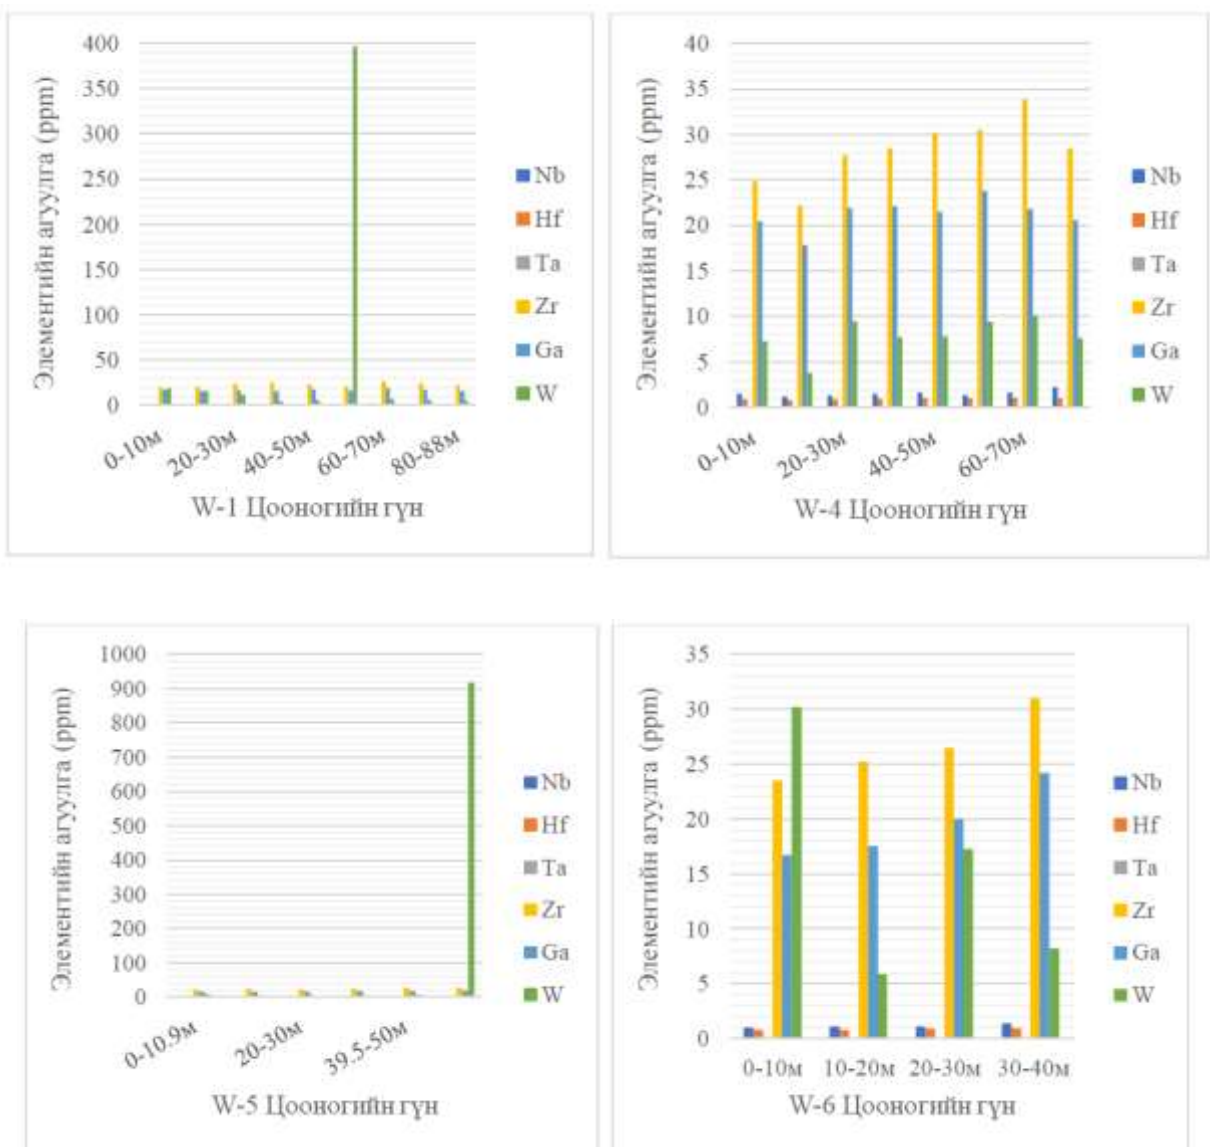 400
350
300
250
200
150
100
50
0
Элементийн агуулга (ppm)
0-10м
20-30м
40-50м
60-70м
80-88м
W-1 Цооногийн гүн
Nb
Hf
Ta
Zr
Ga
W
40
35
30
25
20
15
10
5
0
Элементийн агуулга (ppm)
0-10м
20-30м
40-50м
60-70м
W-4 Цооногийн гүн
Nb
Hf
Ta
Zr
Ga
W
1000
900
800
700
600
500
400
300
200
100
0
Элементийн агуулга (ppm)
0-10.9м
20-30м
39.5-50м
W-5 Цооногийн гүн
Nb
Hf
Ta
Zr
Ga
W
35
30
25
20
15
10
5
0
Элементийн агуулга (ppm)
0-10м 10-20м 20-30м 30-40м
W-6 Цооногийн гүн
Nb
Hf
Ta
Zr
Ga
W